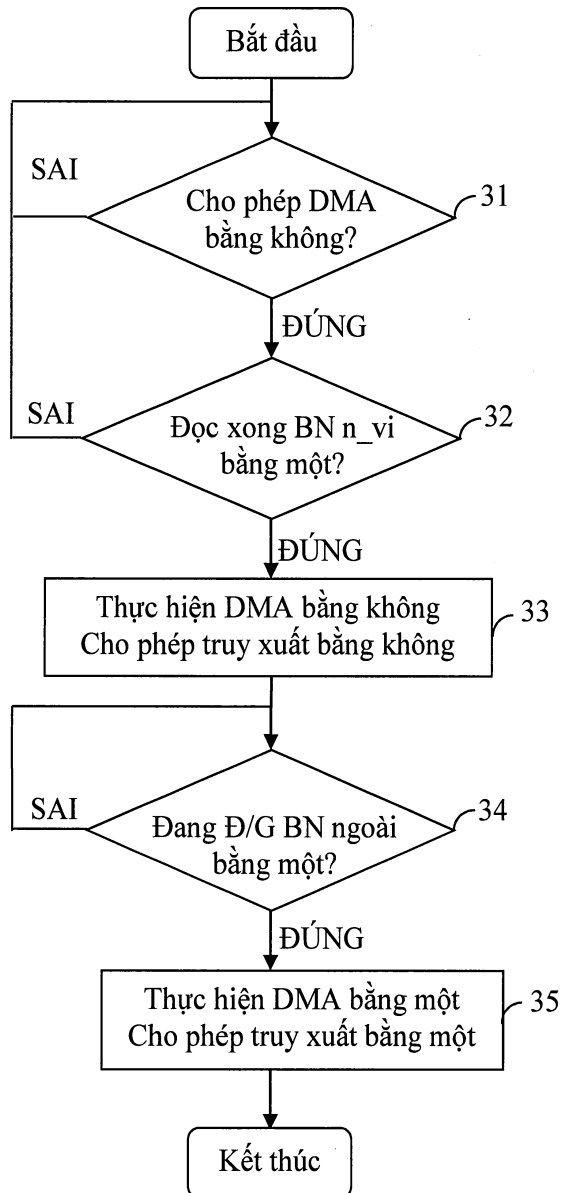 Bắt đầu
SAI
Cho phép DMA
bằng không?
31
ĐÚNG
SAI
Đọc xong BN n_vi
bằng một?
32
ĐÚNG
Thực hiện DMA bằng không
Cho phép truy xuất bằng không
33
SAI
Đang Đ/G BN ngoài
bằng một?
34
ĐÚNG
Thực hiện DMA bằng một
Cho phép truy xuất bằng một
35
Kết thúc